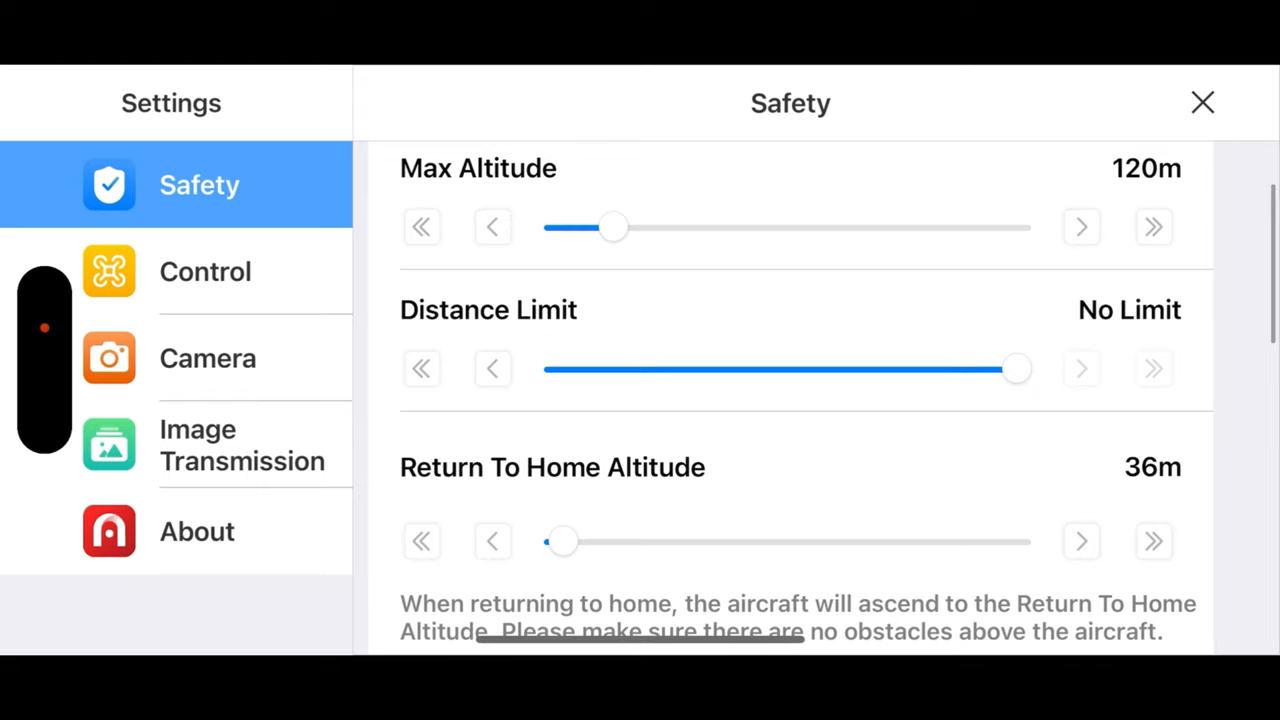 Settings
Safety
Safety
Control
Camera
Image
Transmission
About
Max Altitude 120m
Distance Limit No Limit
Return To Home Altitude 36m
When returning to home, the aircraft will ascend to the Return To Home
Altitude. Please make sure there are no obstacles above the aircraft.